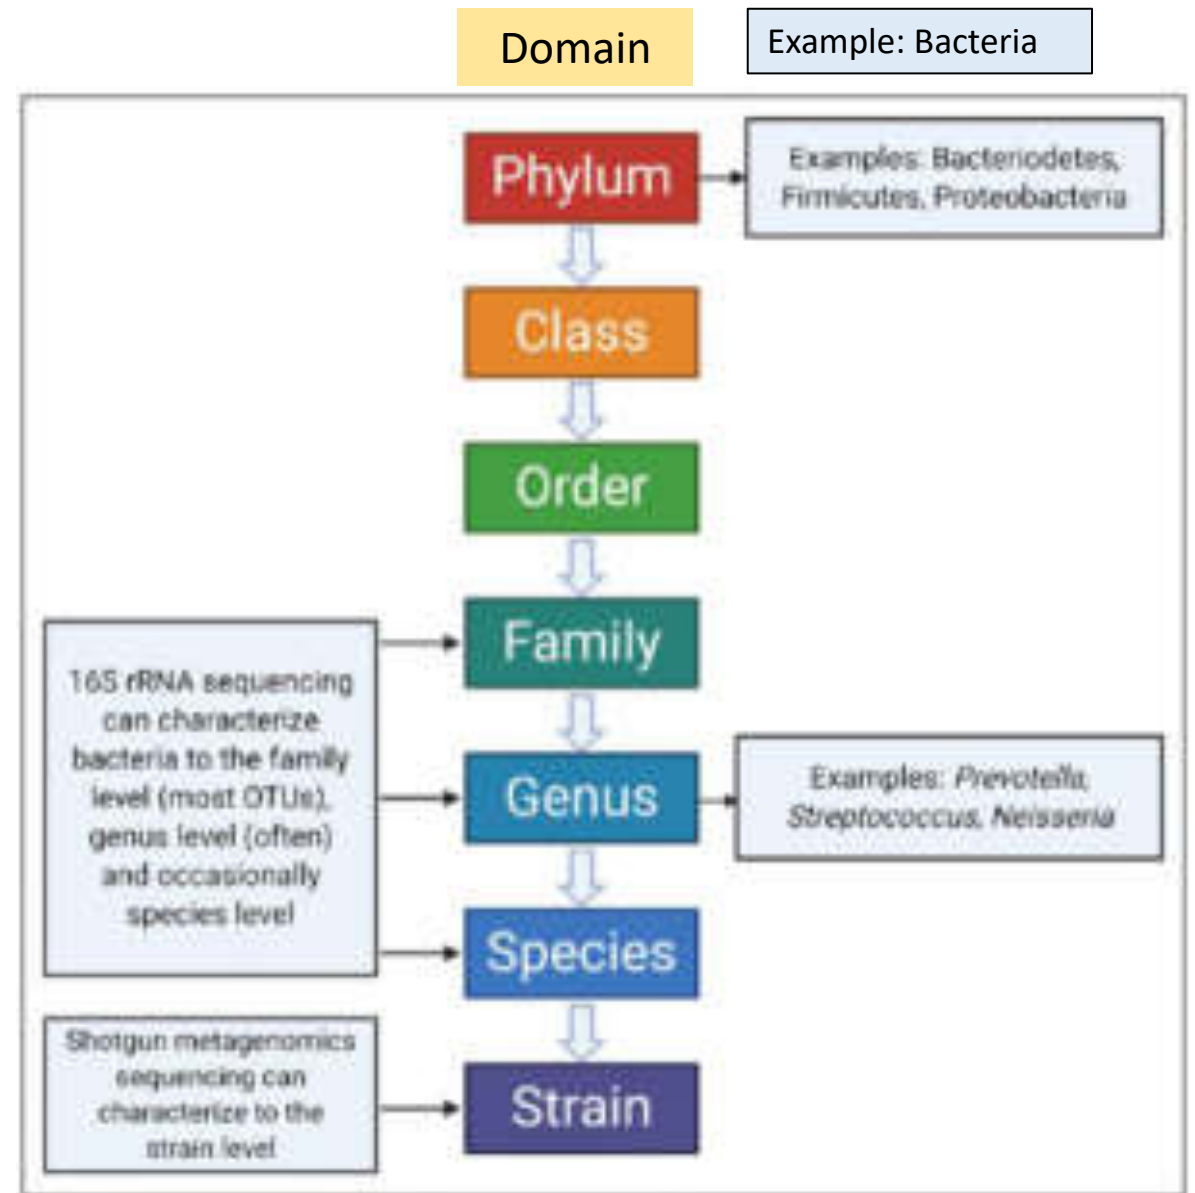 Domain
Example: Bacteria
Phylum
Examples: Bacteriodetes,
Firmicutes, Proteobacteria
Class
Order
Family
16S rRNA sequencing
can characterize
bacteria to the family
level (most OTUs),
genus level (often)
and occasionally
species level
Genus
Examples: Prevotella,
Streptococcus, Neisseria
Species
Shotgun metagenomics
sequencing can
characterize to the
strain level
Strain